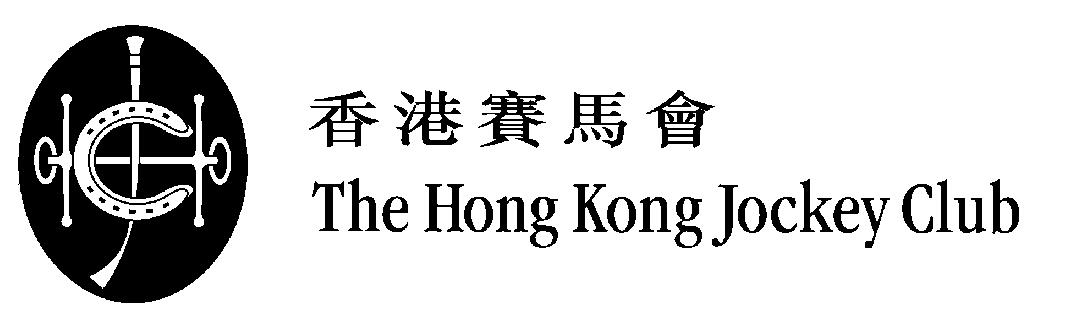 香港賽馬會
The Hong Kong Jockey Club